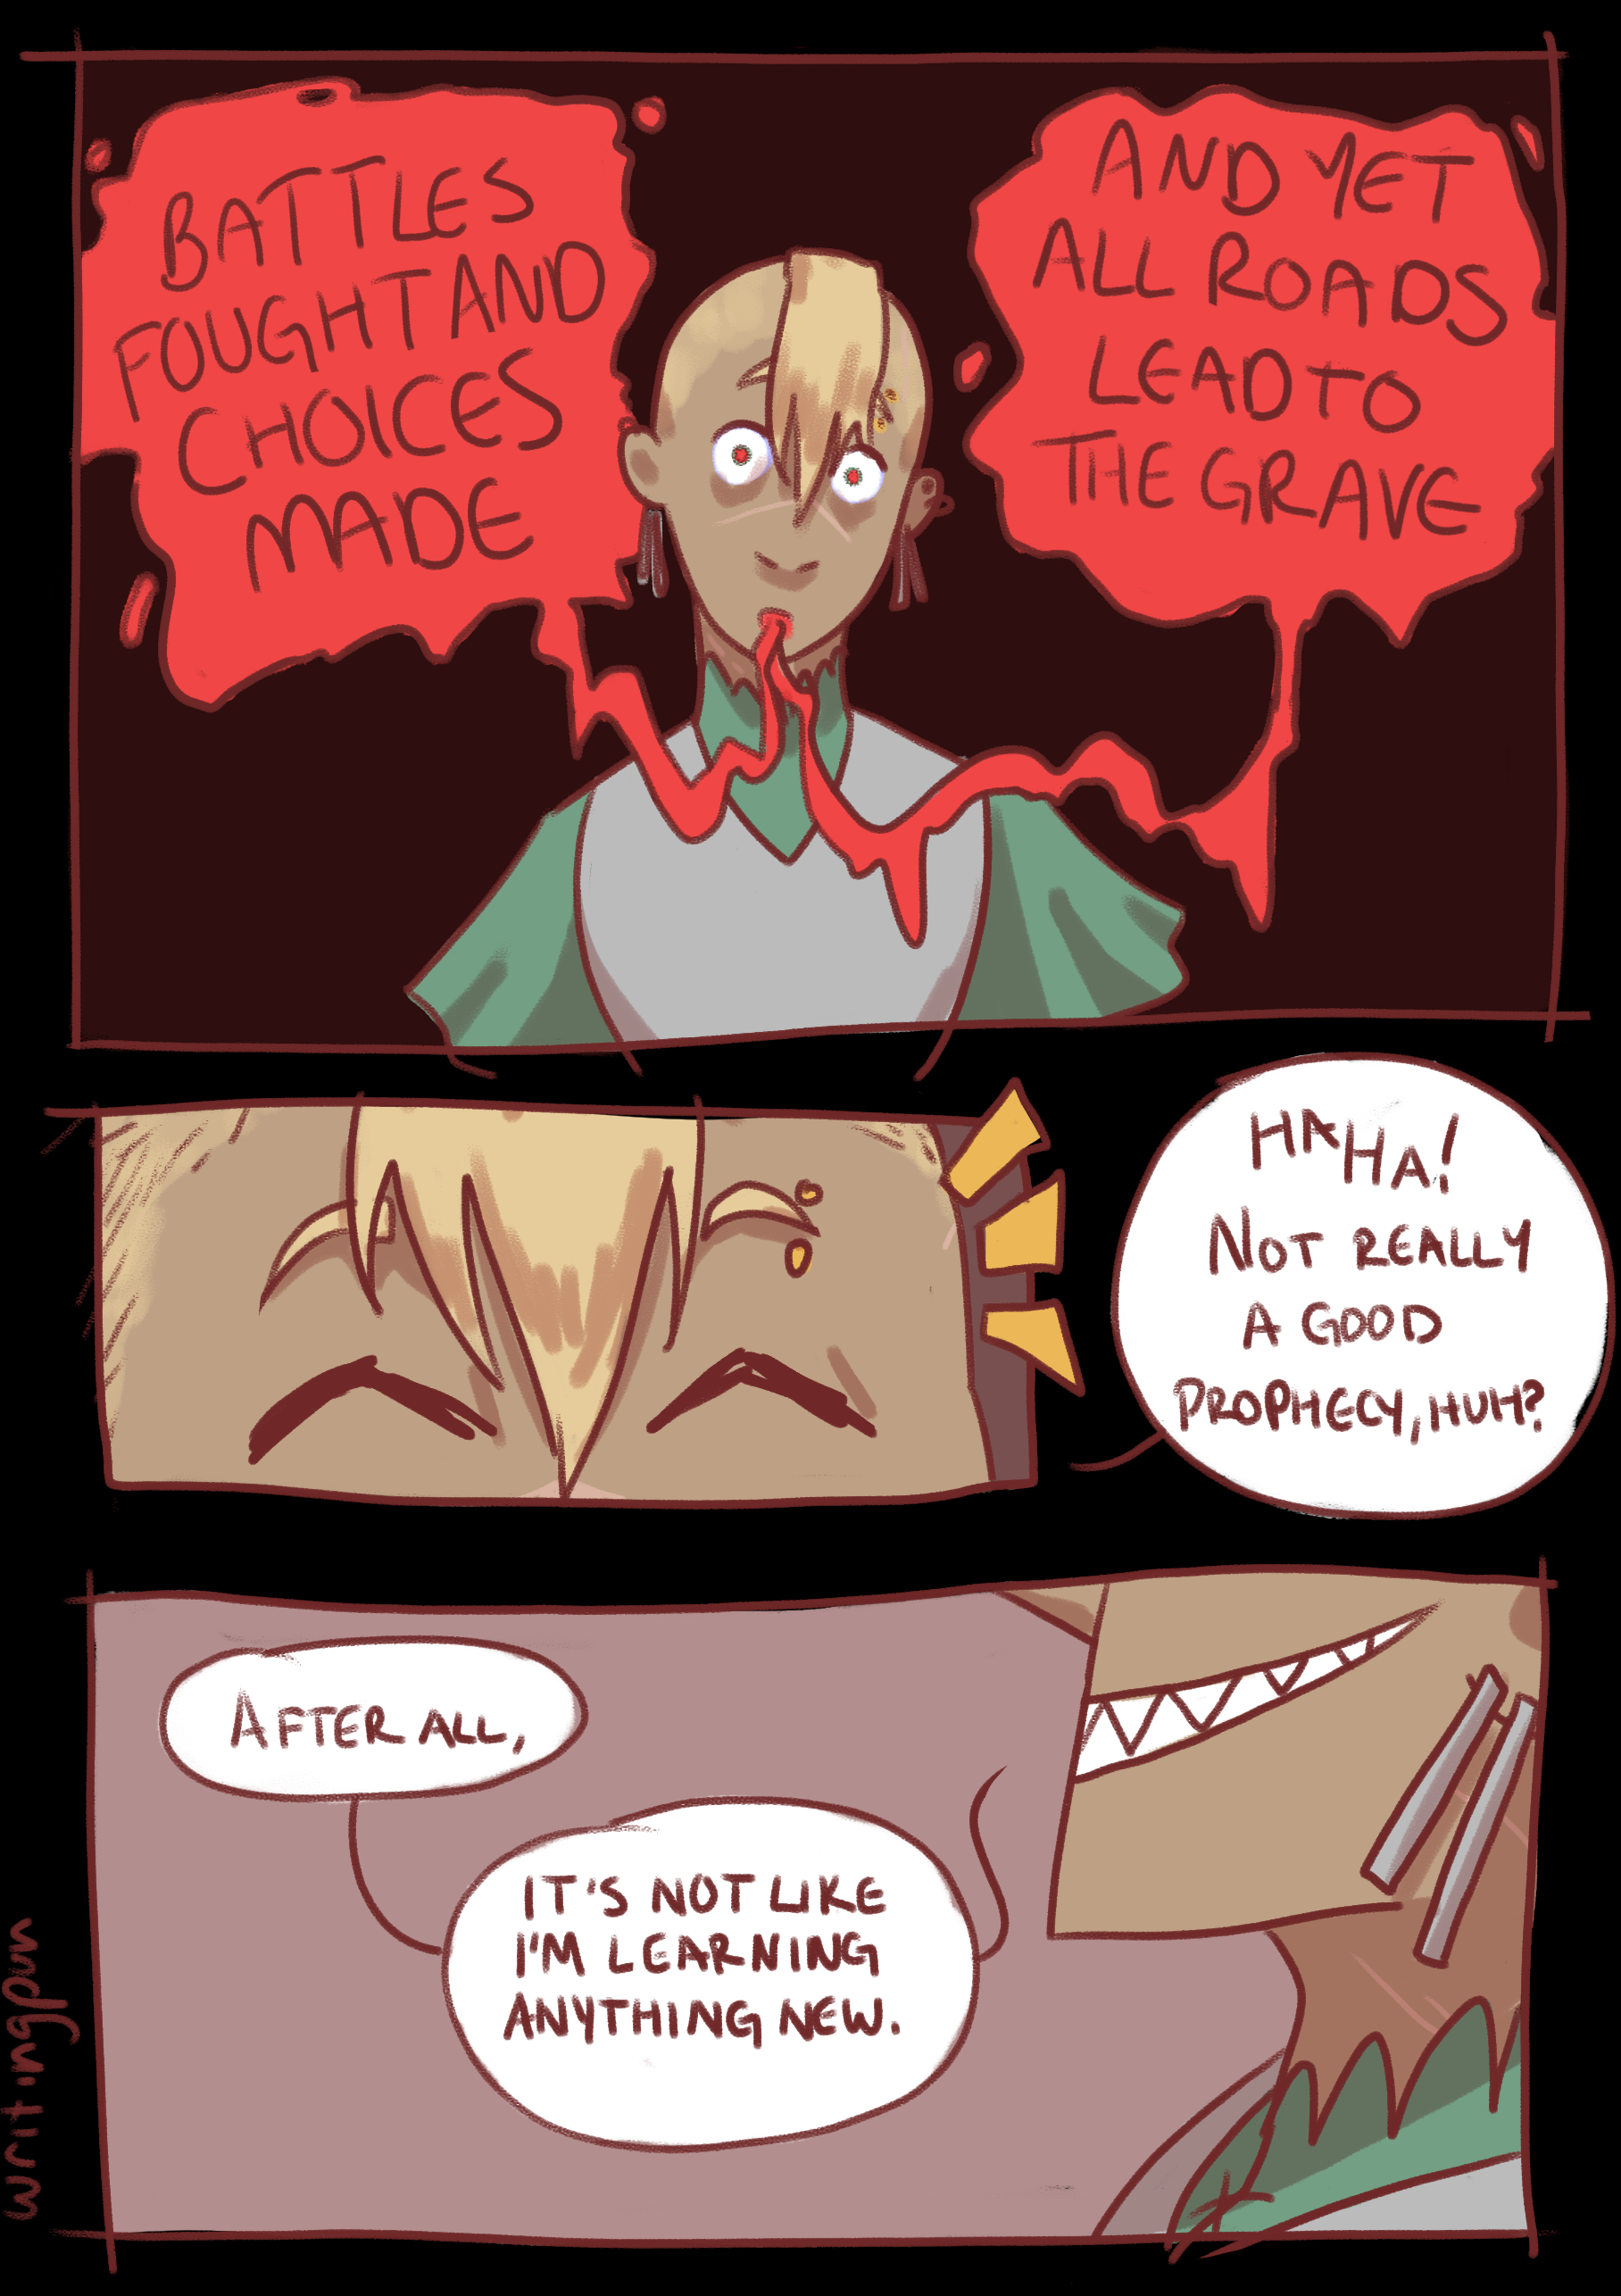 BATTLES
FOUGHT AND
CHOICES
MADE
AND YET
ALL ROADS
LEAD TO
THE GRAVE
HAHA!
NOT REALLY
A GOOD
PROPHECY, HUH?
AFTER ALL,
IT'S NOT LIKE
I'M LEARNING
ANYTHING NEW.
writingpun